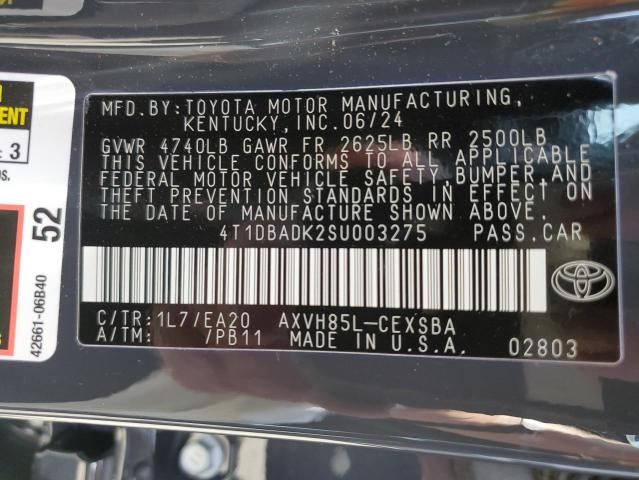 MFD.BY:TOYOTA MOTOR MANUFACTURING,
KENTUCKY,INC.06/24
GVWR 4740LB GAWR FR 2625LB RR 2500LB
THIS VEHICLE CONFORMS TO ALL APPLICABLE
FEDERAL MOTOR VEHICLE SAFETY,BUMPER AND
THEFT PREVENTION STANDARDS IN EFFECT ON
THE DATE OF MANUFACTURE SHOWN ABOVE.
4T1DBADK2SU003275 PASS.CAR
C/TR:1L7/EA20 AXVH85L-CEXSBA
A/TM: /PB11 MADE IN U.S.A. 02803
TOYOTA
3
52
42661-06B40